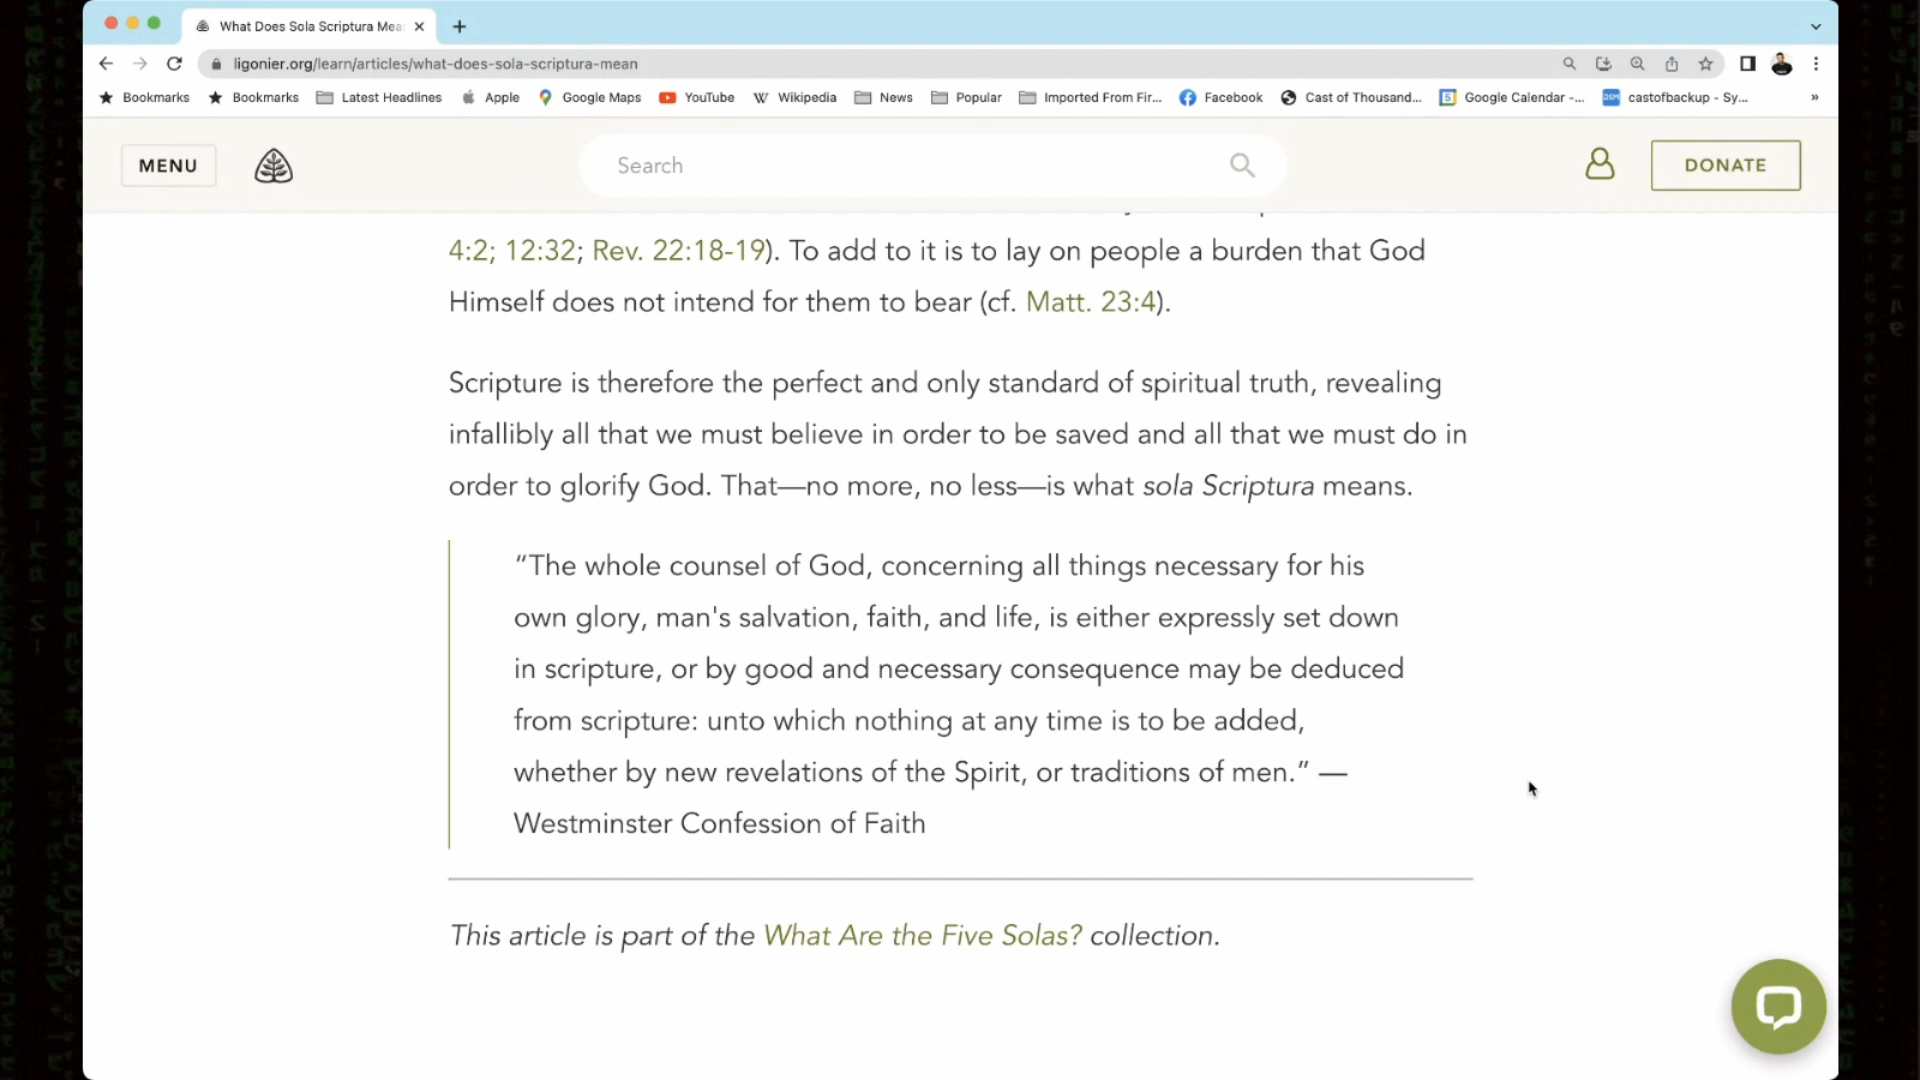 What Does Sola Scriptura Mea
ligonier.org/learn/articles/what-does-sola-scriptura-mean
Bookmarks Bookmarks Latest Headlines Apple Google Maps YouTube Wikipedia News Popular Imported From Fir... Facebook Cast of Thousand... Google Calendar -... castofbackup - Sy... »
MENU Search DONATE
4:2; 12:32; Rev. 22:18-19). To add to it is to lay on people a burden that God
Himself does not intend for them to bear (cf. Matt. 23:4).
Scripture is therefore the perfect and only standard of spiritual truth, revealing
infallibly all that we must believe in order to be saved and all that we must do in
order to glorify God. That—no more, no less—is what sola Scriptura means.
“The whole counsel of God, concerning all things necessary for his
own glory, man's salvation, faith, and life, is either expressly set down
in scripture, or by good and necessary consequence may be deduced
from scripture: unto which nothing at any time is to be added,
whether by new revelations of the Spirit, or traditions of men.” —
Westminster Confession of Faith
This article is part of the What Are the Five Solas? collection.